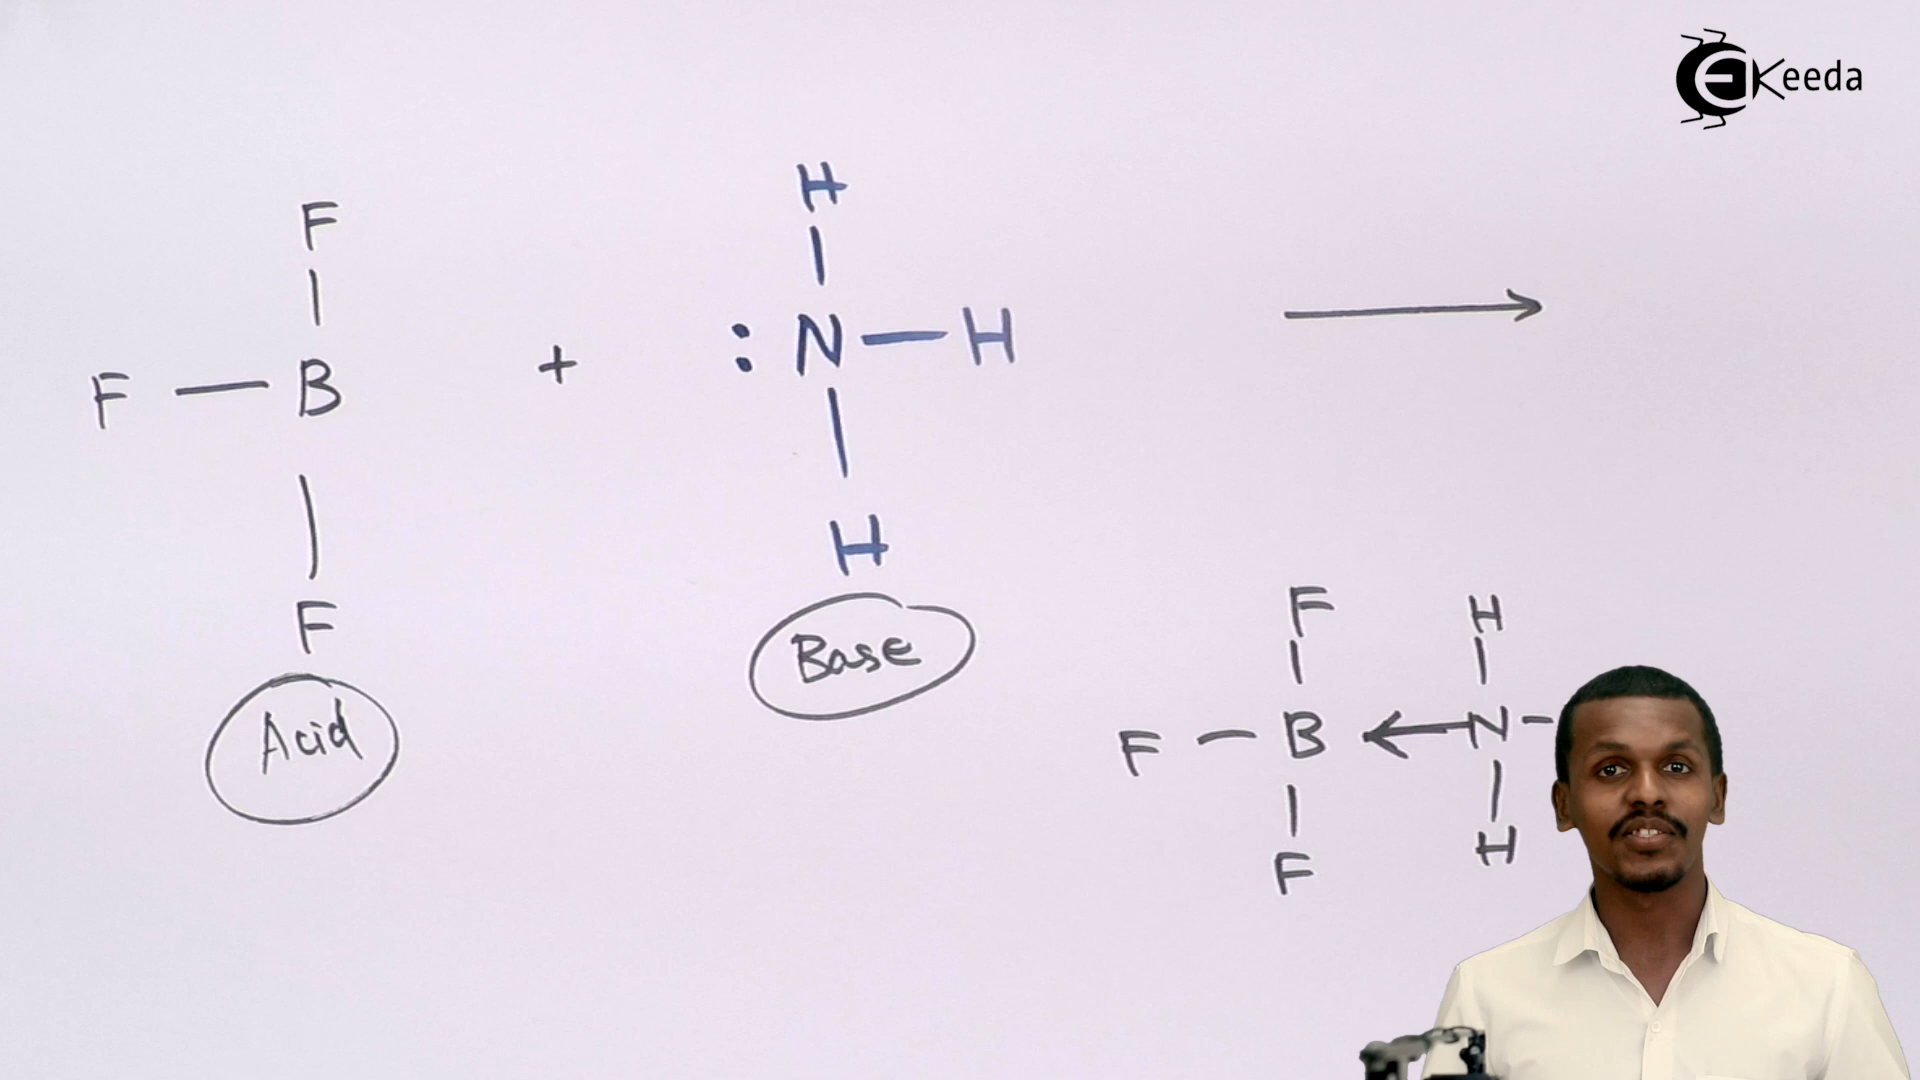 EKeeda
F
|
F — B
|
F
Acid
+
H
|
: N — H
|
H
Base
⟶
F H
| |
F – B ← N –
| |
F H